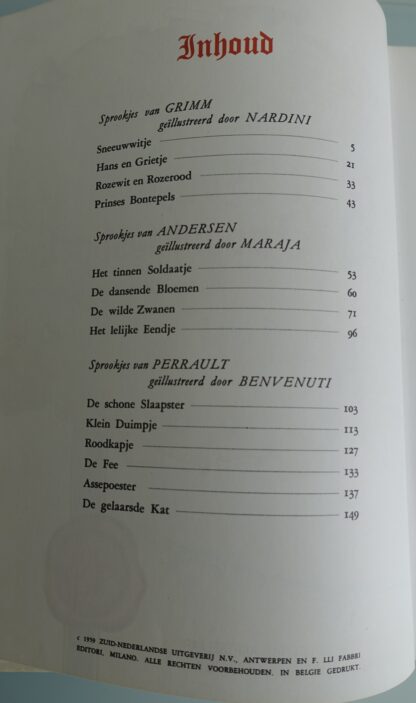 Inhoud
Sprookjes van GRIMM
geïllustreerd door NARDINI
Sneeuwwitje 5
Hans en Grietje 21
Rozewit en Rozerood 33
Prinses Bontepels 43
Sprookjes van ANDERSEN
geïllustreerd door MARAJA
Het tinnen Soldaatje 53
De dansende Bloemen 60
De wilde Zwanen 71
Het lelijke Eendje 96
Sprookjes van PERRAULT
geïllustreerd door BENVENUTI
De schone Slaapster 103
Klein Duimpje 113
Roodkapje 127
De Fee 133
Assepoester 137
De gelaarsde Kat 149
c 1959 ZUID-NEDERLANDSE UITGEVERIJ N.V., ANTWERPEN EN F. LLI FABBRI
EDITORI, MILANO. ALLE RECHTEN VOORBEHOUDEN. IN BELGIE GEDRUKT.